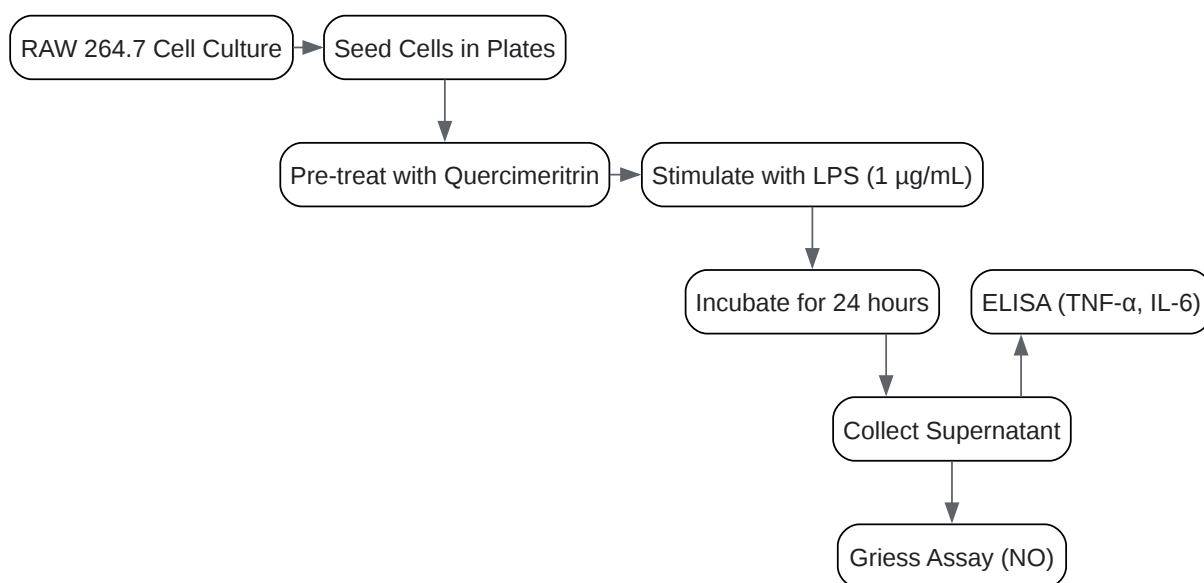 RAW 264.7 Cell Culture
Seed Cells in Plates
Pre-treat with Quercimeritrin
Stimulate with LPS (1 µg/mL)
Incubate for 24 hours
ELISA (TNF-α, IL-6)
Collect Supernatant
Griess Assay (NO)